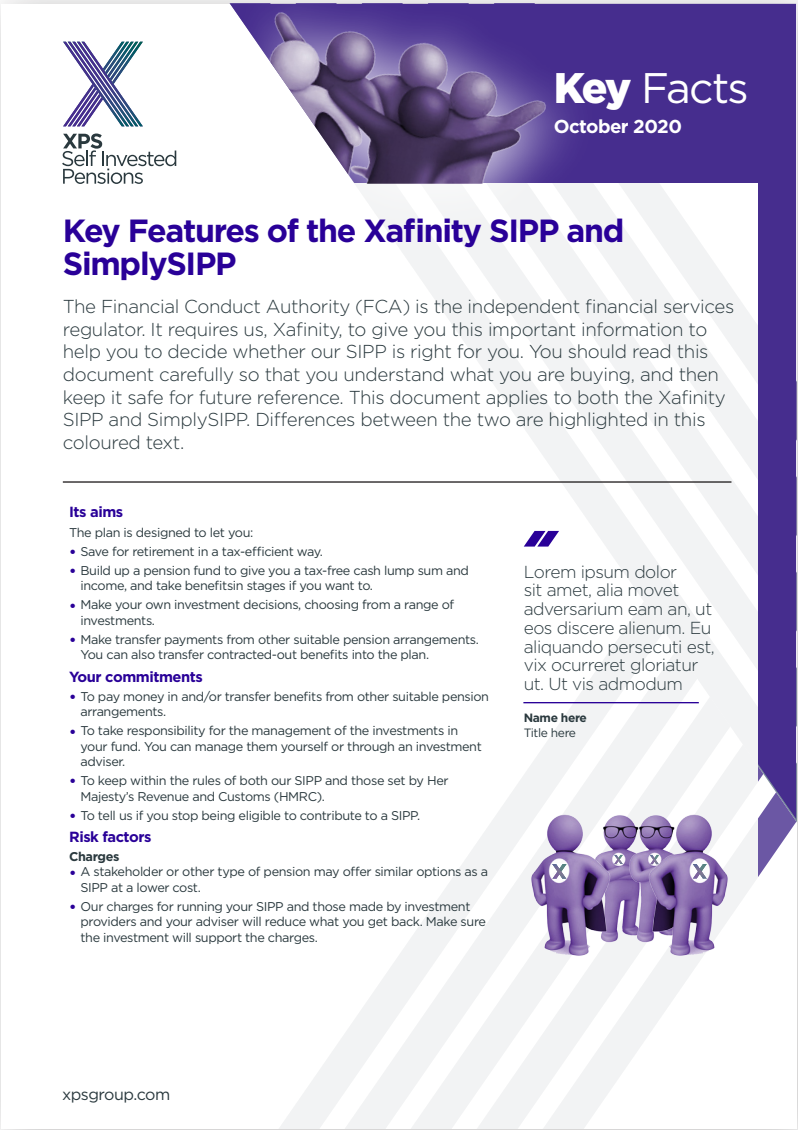 XPS
Self Invested
Pensions
Key Facts
October 2020
Key Features of the Xafinity SIPP and
SimplySIPP
The Financial Conduct Authority (FCA) is the independent financial services
regulator. It requires us, Xafinity, to give you this important information to
help you to decide whether our SIPP is right for you. You should read this
document carefully so that you understand what you are buying, and then
keep it safe for future reference. This document applies to both the Xafinity
SIPP and SimplySIPP. Differences between the two are highlighted in this
coloured text.
Its aims
The plan is designed to let you:
• Save for retirement in a tax-efficient way.
• Build up a pension fund to give you a tax-free cash lump sum and
income, and take benefitsin stages if you want to.
• Make your own investment decisions, choosing from a range of
investments.
• Make transfer payments from other suitable pension arrangements.
You can also transfer contracted-out benefits into the plan.
Your commitments
• To pay money in and/or transfer benefits from other suitable pension
arrangements.
• To take responsibility for the management of the investments in
your fund. You can manage them yourself or through an investment
adviser.
• To keep within the rules of both our SIPP and those set by Her
Majesty's Revenue and Customs (HMRC).
• To tell us if you stop being eligible to contribute to a SIPP.
Risk factors
Charges
• A stakeholder or other type of pension may offer similar options as a
SIPP at a lower cost.
• Our charges for running your SIPP and those made by investment
providers and your adviser will reduce what you get back. Make sure
the investment will support the charges.
Lorem ipsum dolor
sit amet, alia movet
adversarium eam an, ut
eos discere alienum. Eu
aliquando persecuti est,
vix ocurreret gloriatur
ut. Ut vis admodum
Name here
Title here
X
X
X
X
xpsgroup.com